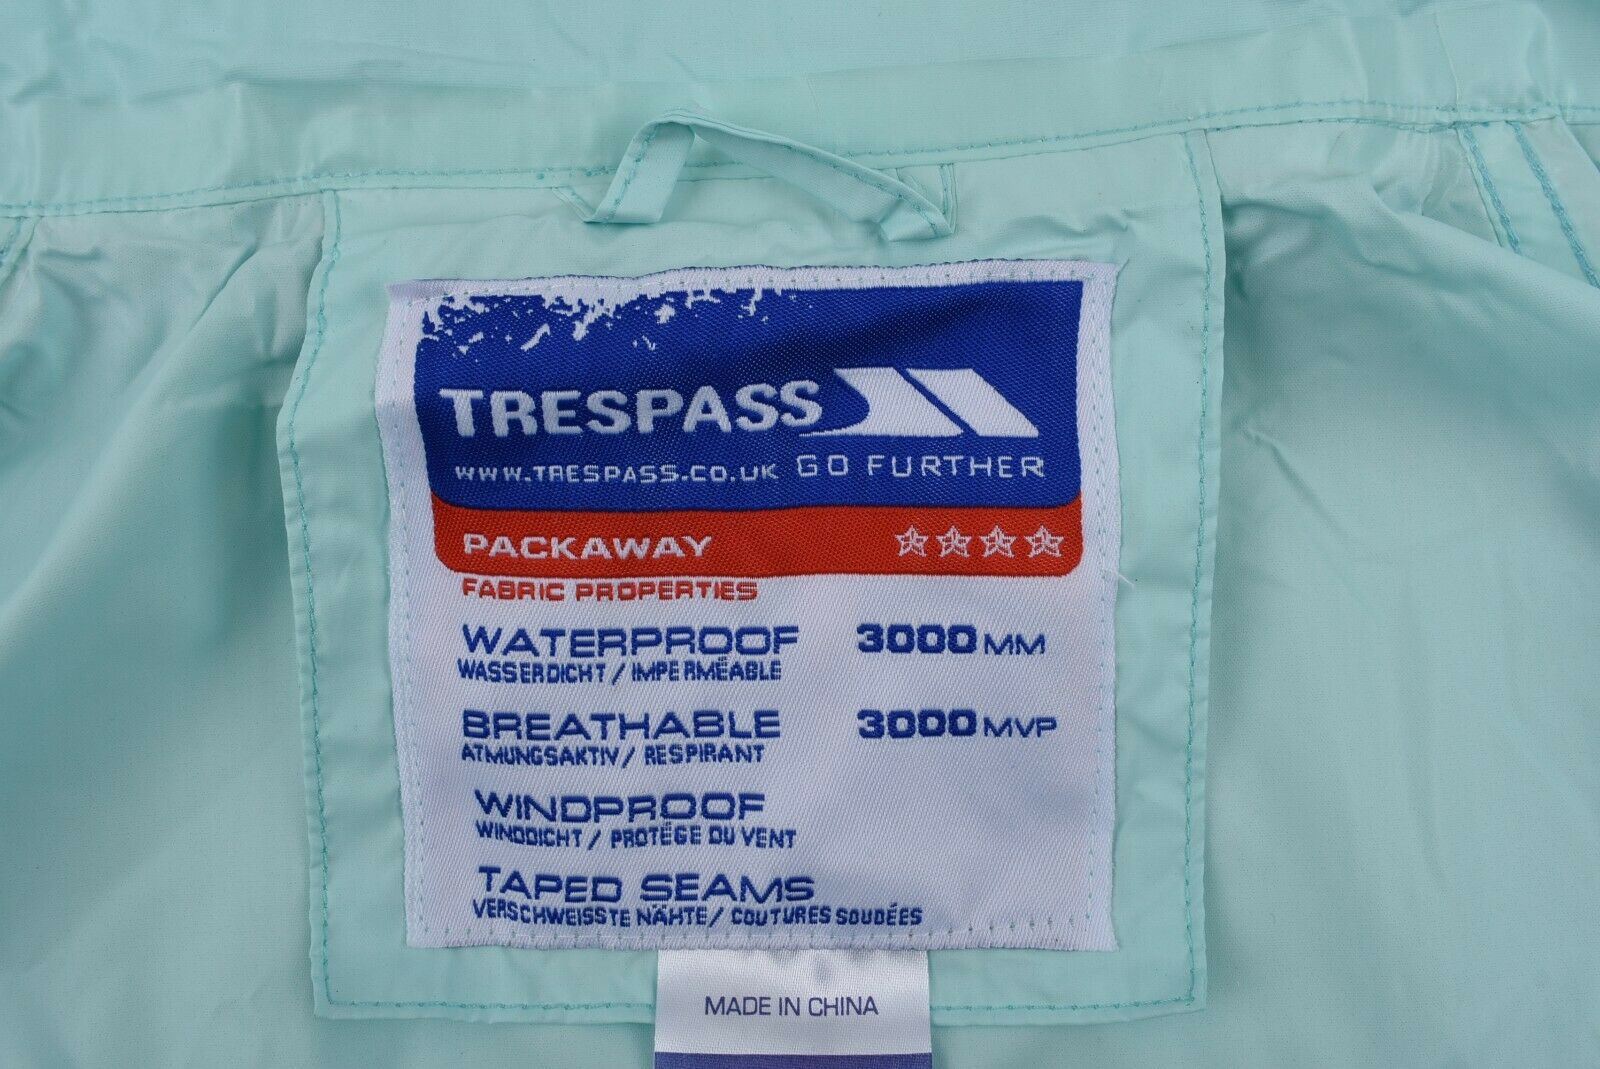 TRESPASS
WWW.TRESPASS.CO.UK GO FURTHER
PACKAWAY
FABRIC PROPERTIES
WATERPROOF 3000MM
WASSERDICHT / IMPERMÉABLE
BREATHABLE 3000MVP
ATMUNGSAKTIV / RESPIRANT
WINDPROOF
WINDDICHT / PROTÉGE DU VENT
TAPED SEAMS
VERSCHWEISSTE NÄHTE / COUTURES SOUDÉES
MADE IN CHINA